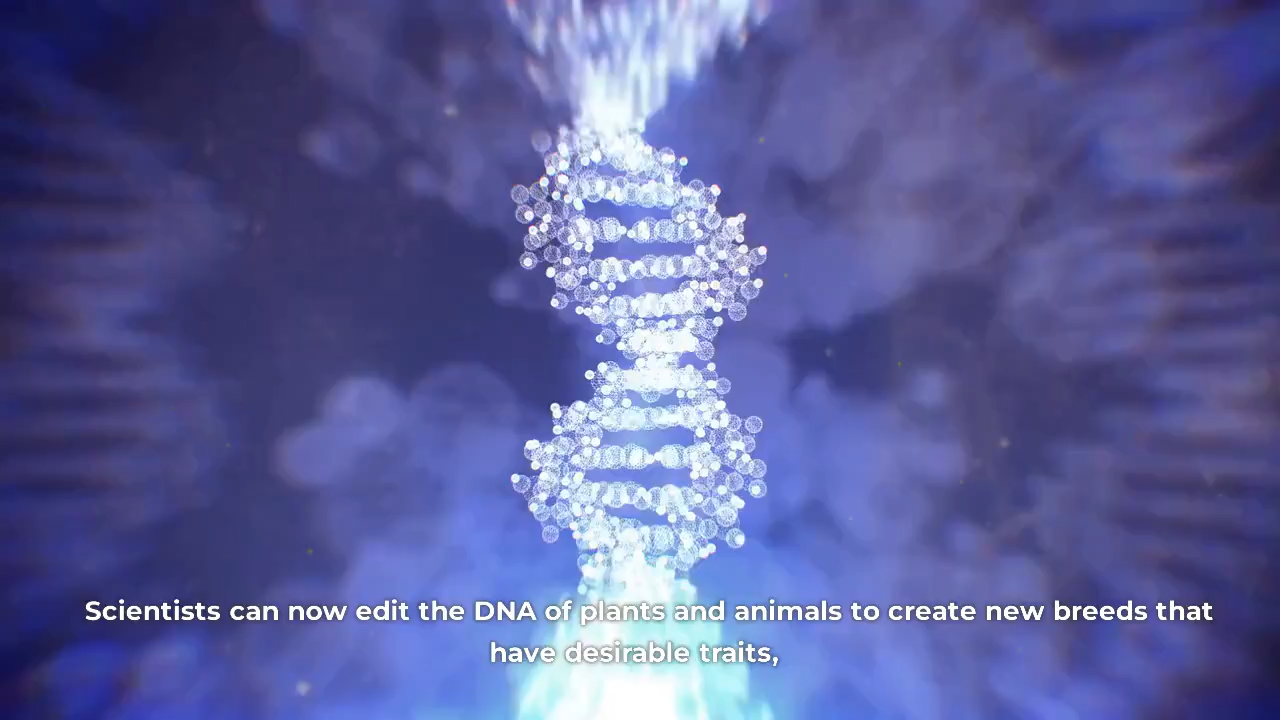 Scientists can now edit the DNA of plants and animals to create new breeds that
have desirable traits,